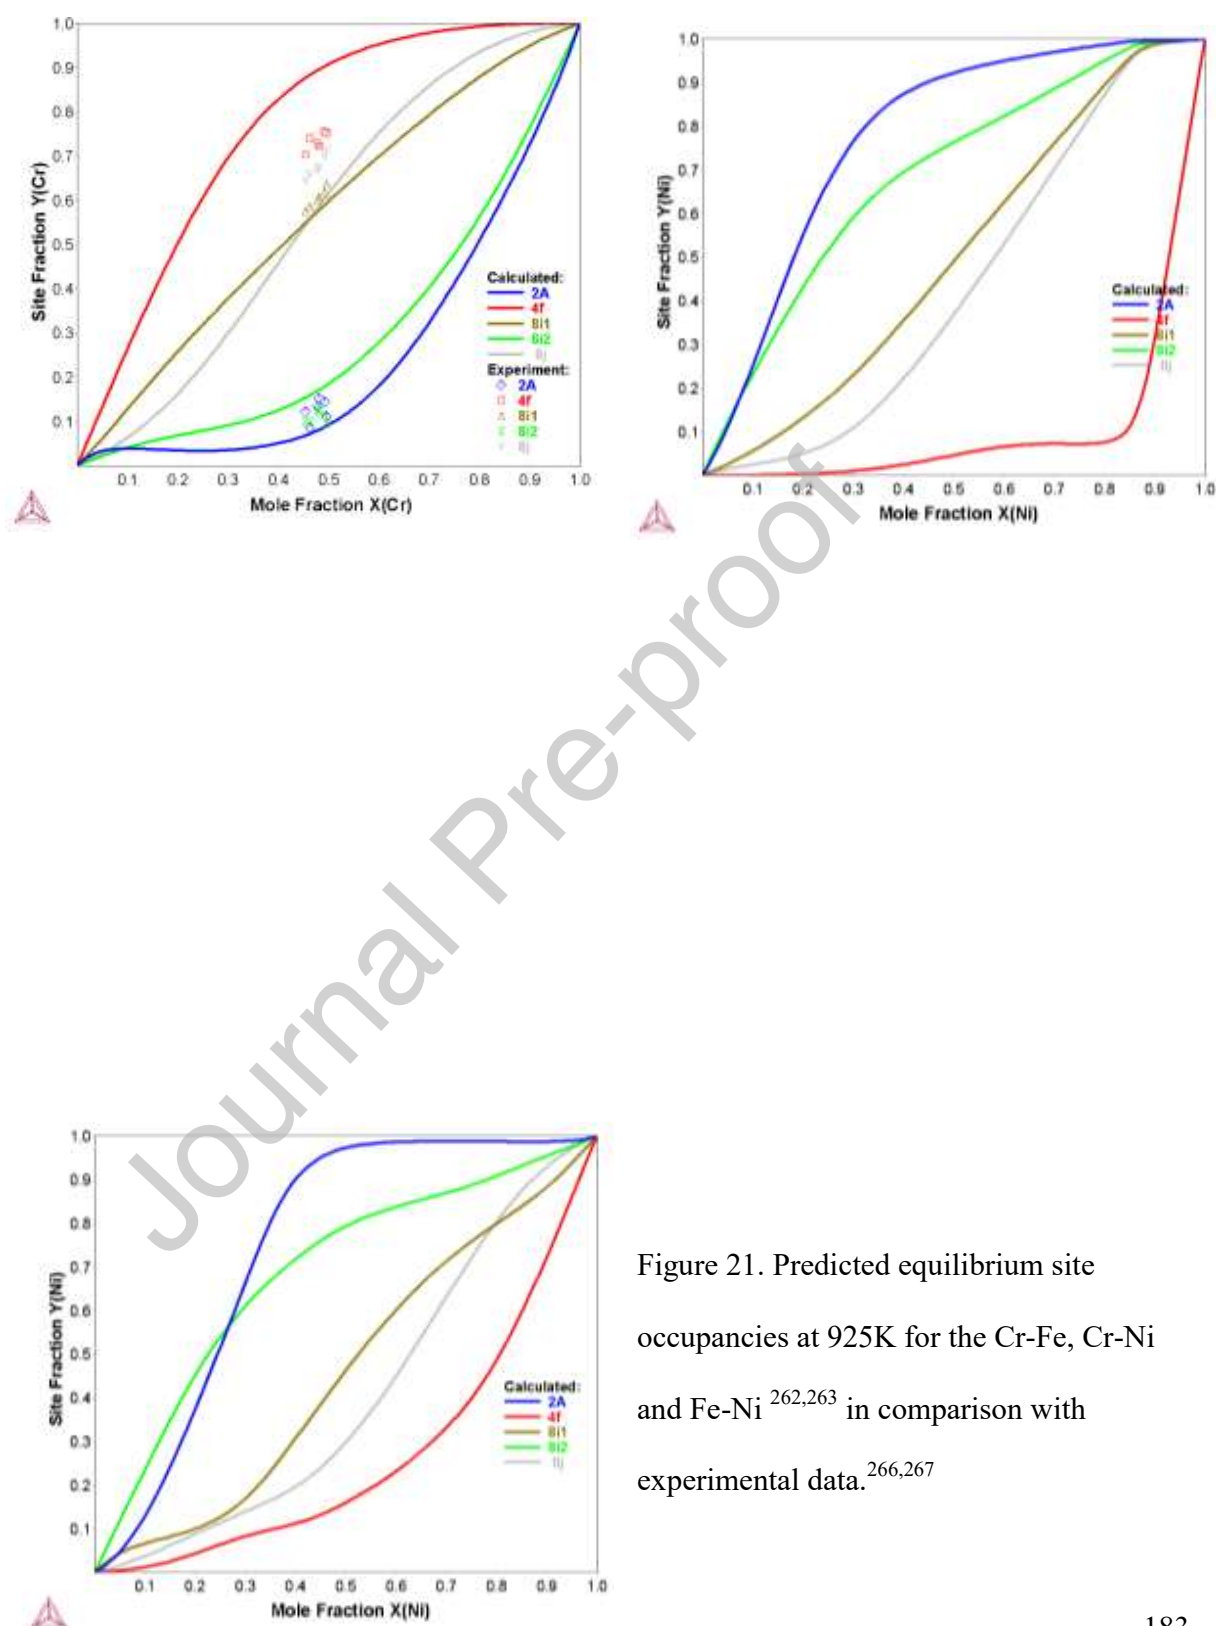 1.0
0.9
0.8
0.7
0.6
0.5
0.4
0.3
0.2
0.1
Site Fraction Y(Cr)
Calculated:
2A
4f
8i1
8i2
8j
Experiment:
2A
4f
8i1
8i2
8j
0.1 0.2 0.3 0.4 0.5 0.6 0.7 0.8 0.9 1.0
Mole Fraction X(Cr)
1.0
0.9
0.8
0.7
0.6
0.5
0.4
0.3
0.2
0.1
Site Fraction Y(Ni)
Calculated:
2A
4f
8i1
8i2
8j
0.1 0.2 0.3 0.4 0.5 0.6 0.7 0.8 0.9 1.0
Mole Fraction X(Ni)
Journal Pre-proof
1.0
0.9
0.8
0.7
0.6
0.5
0.4
0.3
0.2
0.1
Site Fraction Y(Ni)
Calculated:
2A
4f
8i1
8i2
8j
0.1 0.2 0.3 0.4 0.5 0.6 0.7 0.8 0.9 1.0
Mole Fraction X(Ni)
Figure 21. Predicted equilibrium site
occupancies at 925K for the Cr-Fe, Cr-Ni
and Fe-Ni 262,263 in comparison with
experimental data.266,267